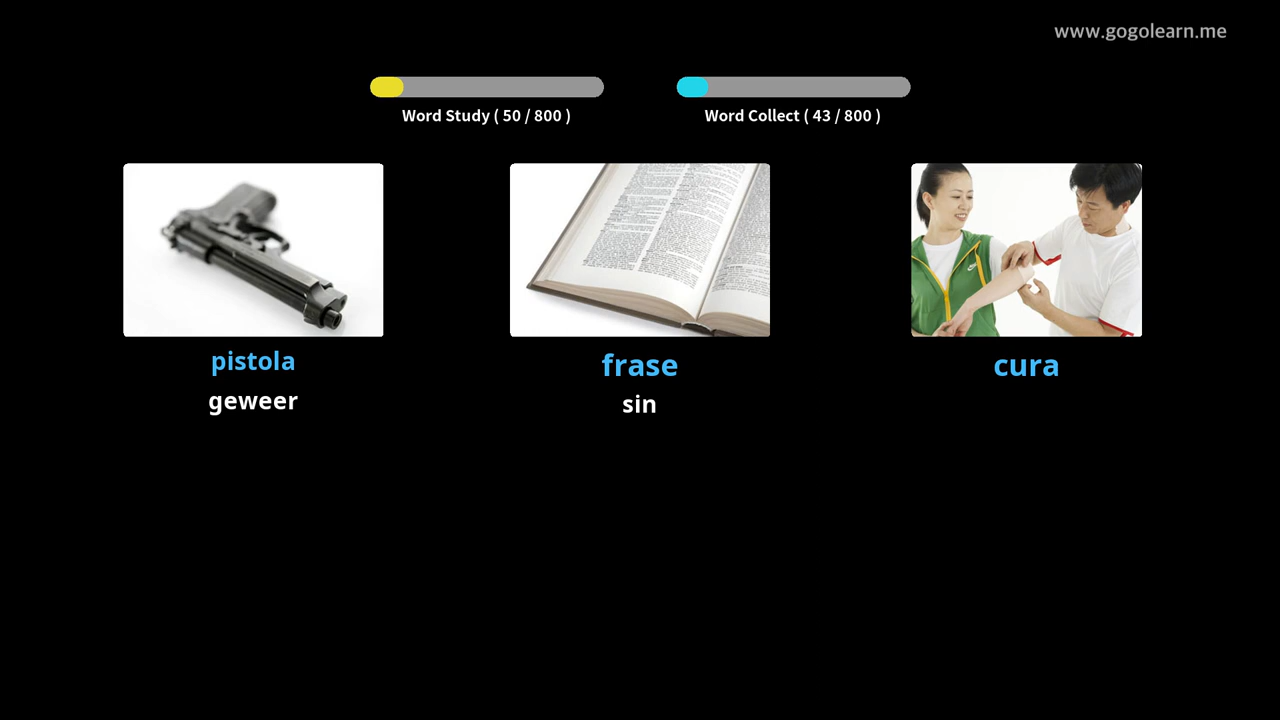 www.gogolearn.me
Word Study ( 50 / 800 )
Word Collect ( 43 / 800 )
pistola
frase
cura
geweer
sin